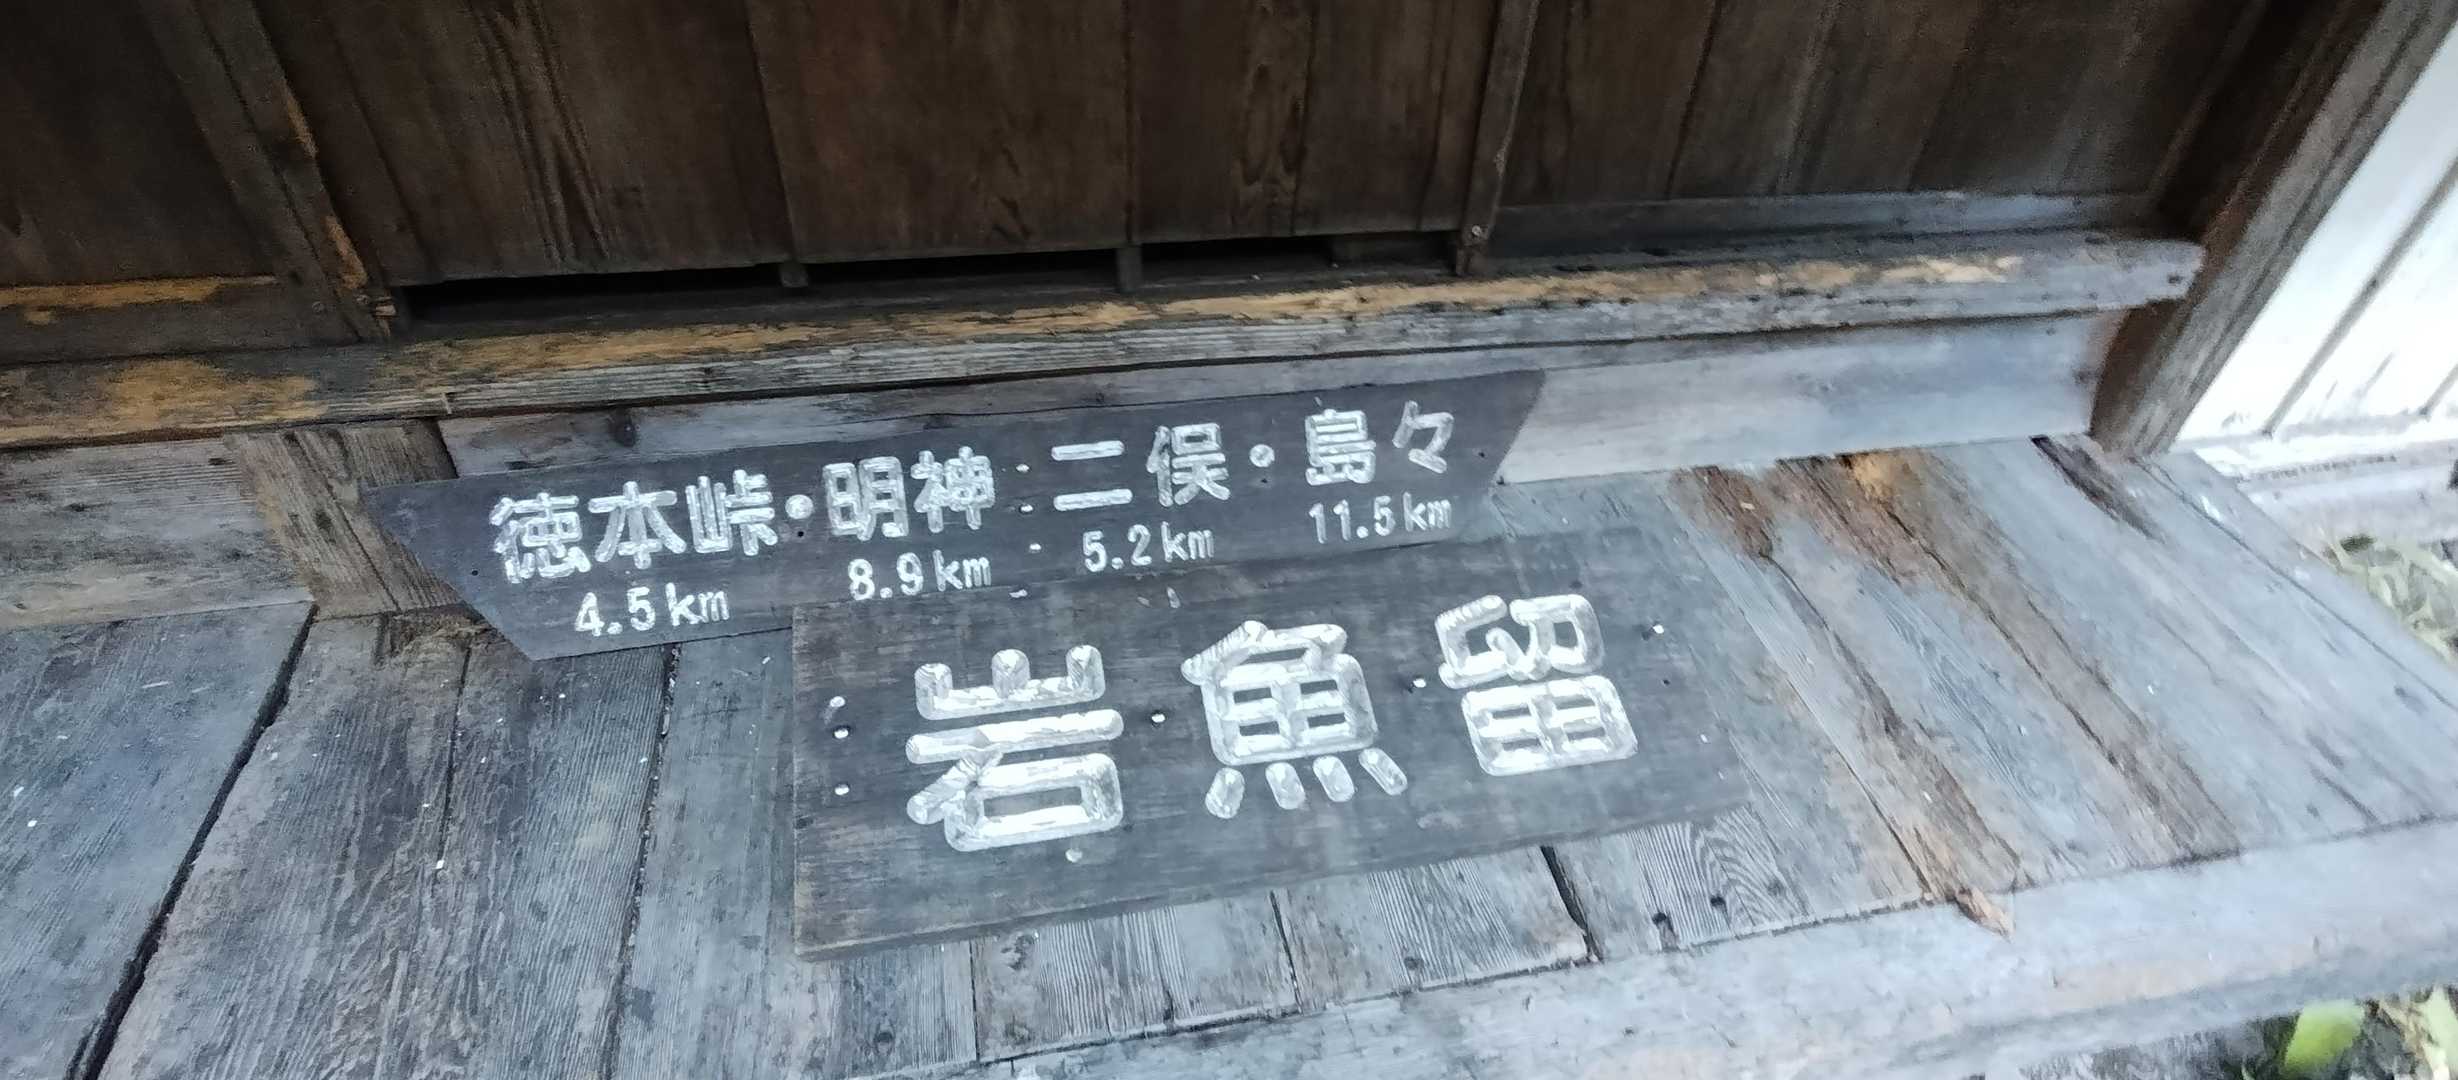 徳本峠・明神 : 二俣・島々
4.5km 8.9km 5.2km 11.5km
岩魚留